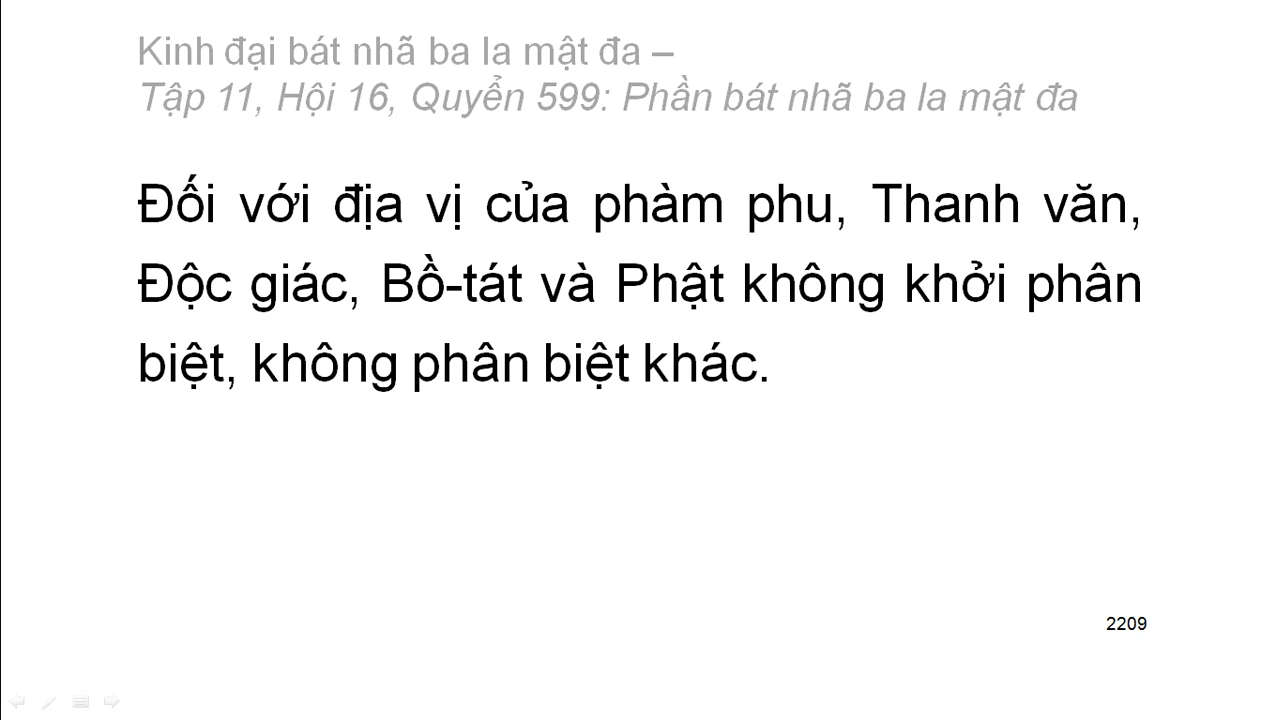 Kinh đại bát nhã ba la mật đa –
Tập 11, Hội 16, Quyển 599: Phần bát nhã ba la mật đa
Đối với địa vị của phàm phu, Thanh văn,
Độc giác, Bồ-tát và Phật không khởi phân
biệt, không phân biệt khác.
2209